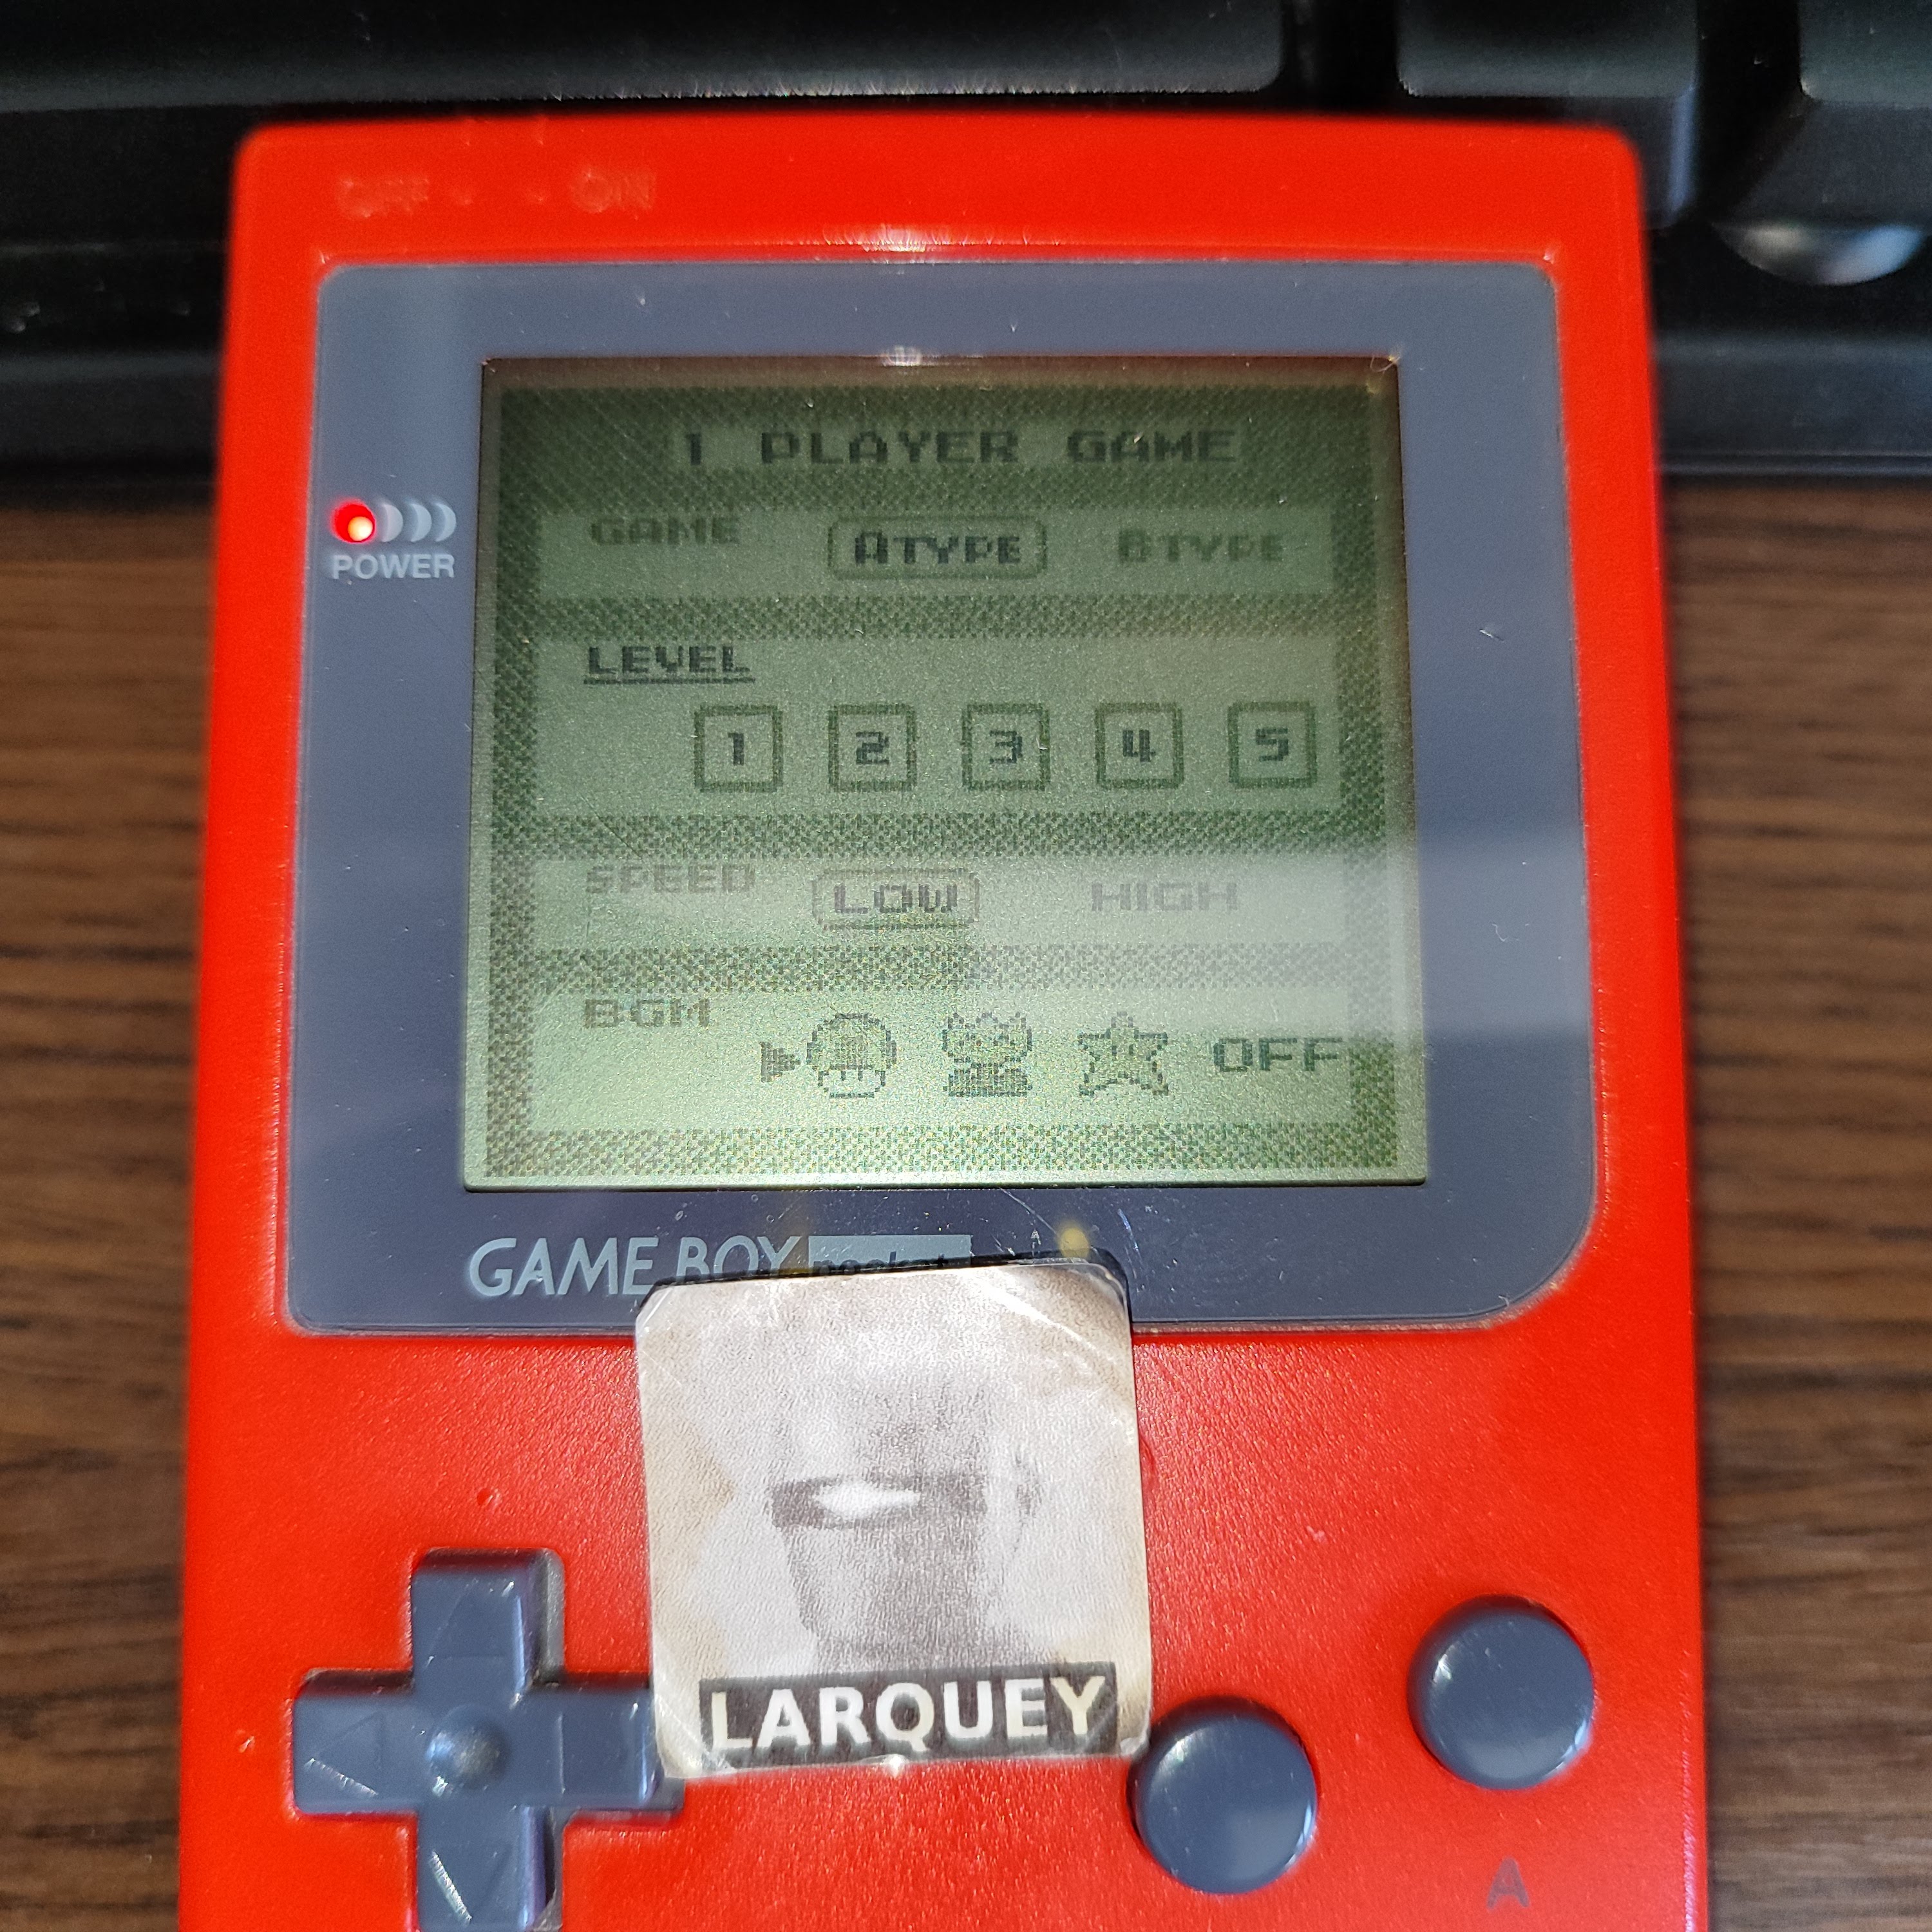 OFF ON
1 PLAYER GAME
GAME ATYPE BTYPE
LEVEL
1 2 3 4 5
POWER
SPEED LOW HIGH
BGM OFF
GAME BOY pocket
LARQUEY
A